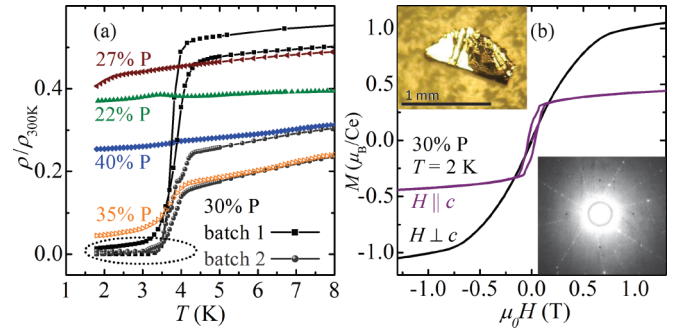 (a)
ρ/ρ300K
0.4
0.2
0.0
27% P
22% P
40% P
35% P
30% P
batch 1
batch 2
1 2 3 4 5 6 7 8
T (K)
(b)
1 mm
M (μB/Ce)
1.0
0.5
0.0
-0.5
-1.0
30% P
T = 2 K
H || c
H ⊥ c
-1.0 -0.5 0.0 0.5 1.0
μ0H (T)